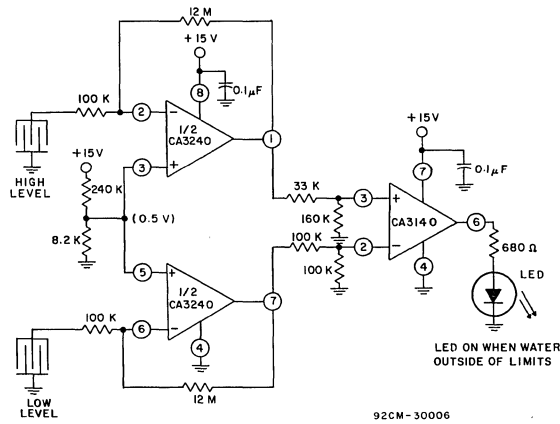 12 M
+ 15 V
0.1µF
8
100 K
2
−
1/2
CA3240
1
HIGH
LEVEL
+15V
3
+
240 K
(0.5 V)
8.2 K
33 K
160 K
3
+
+ 15 V
7
0.1µF
CA3140
6
2
−
4
680 Ω
LED
100 K
100 K
5
+
1/2
CA3240
7
100 K
6
−
4
12 M
LOW
LEVEL
LED ON WHEN WATER
OUTSIDE OF LIMITS
92CM-30006